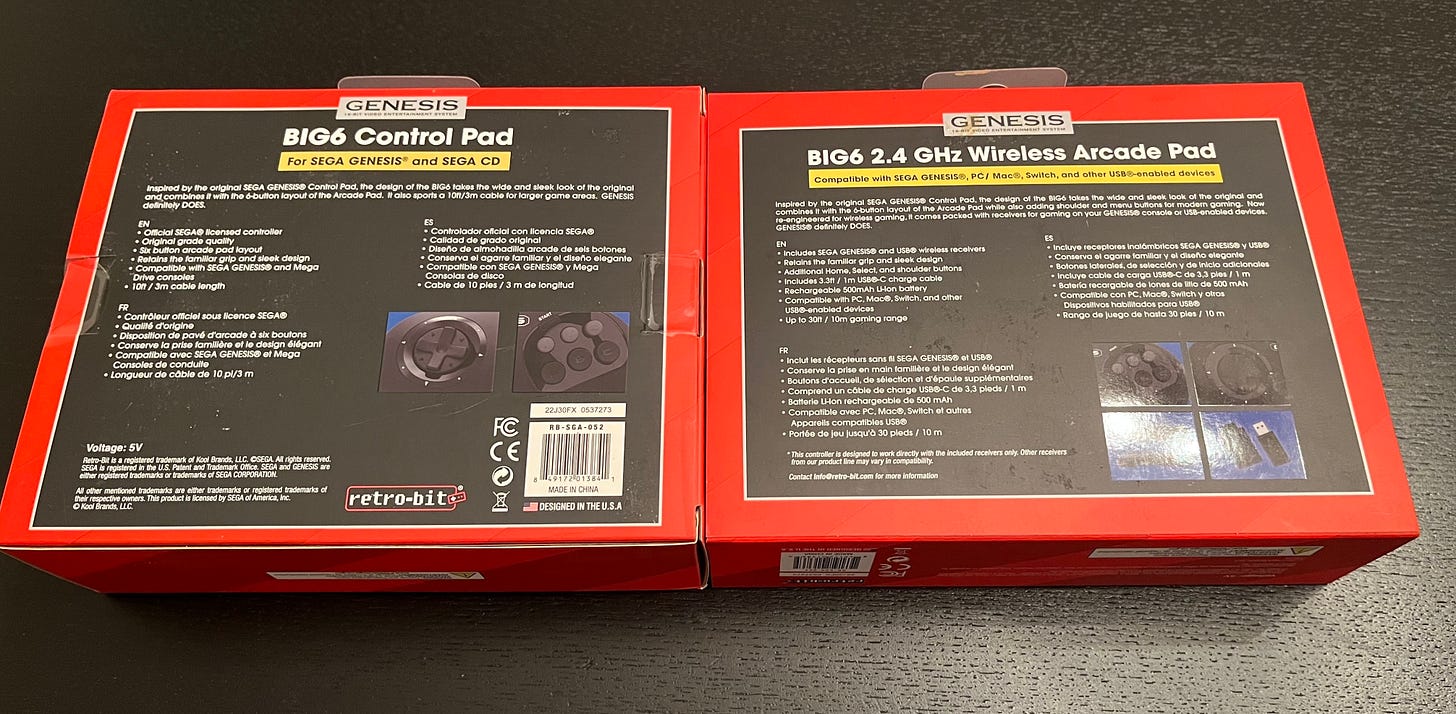 GENESIS
16-BIT VIDEO ENTERTAINMENT SYSTEM
BIG6 Control Pad
For SEGA GENESIS® and SEGA CD
Inspired by the original SEGA GENESIS® Control Pad, the design of the BIG6 takes the wide and sleek look of the original
and combines it with the 6-button layout of the Arcade Pad. It also sports a 10ft/3m cable for larger game areas. GENESIS
definitely DOES.
EN
• Official SEGA® licensed controller
• Original grade quality
• Six button arcade pad layout
• Retains the familiar grip and sleek design
• Compatible with SEGA GENESIS® and Mega
Drive consoles
• 10ft / 3m cable length
ES
• Controlador oficial con licencia SEGA®
• Calidad de grado original
• Diseño de almohadilla arcade de seis botones
• Conserva el agarre familiar y el diseño elegante
• Compatible con SEGA GENESIS® y Mega
Consolas de disco
• Cable de 10 pies / 3 m de longitud
FR
• Contrôleur officiel sous licence SEGA®
• Qualité d'origine
• Disposition de pavé d'arcade à six boutons
• Conserve la prise familière et le design élégant
• Compatible avec SEGA GENESIS® et Mega
Consoles de conduite
• Longueur de câble de 10 pi/3 m
START
Voltage: 5V
Retro-Bit is a registered trademark of Kool Brands, LLC. ©SEGA. All rights reserved.
SEGA is registered in the U.S. Patent and Trademark Office. SEGA and GENESIS are
either registered trademarks or trademarks of SEGA CORPORATION.
All other mentioned trademarks are either trademarks or registered trademarks of
their respective owners. This product is licensed by SEGA of America, Inc.
© Kool Brands, LLC.
retro-bit
FC
CE
22J30FX 0537273
RB-SGA-052
8 49172 01384 1
MADE IN CHINA
DESIGNED IN THE U.S.A
GENESIS
16-BIT VIDEO ENTERTAINMENT SYSTEM
BIG6 2.4 GHz Wireless Arcade Pad
Compatible with SEGA GENESIS®, PC/ Mac®, Switch, and other USB®-enabled devices
Inspired by the original SEGA GENESIS® Control Pad, the design of the BIG6 takes the wide and sleek look of the original and
combines it with the 6-button layout of the Arcade Pad while also adding shoulder and menu buttons for modern gaming. Now
re-engineered for wireless gaming, it comes packed with receivers for gaming on your GENESIS® console or USB-enabled devices.
GENESIS® definitely DOES.
EN
• Includes SEGA GENESIS® and USB® wireless receivers
• Retains the familiar grip and sleek design
• Additional Home, Select, and shoulder buttons
• Includes 3.3ft / 1m USB®-C charge cable
• Rechargeable 500mAh Li-Ion battery
• Compatible with PC, Mac®, Switch, and other
USB®-enabled devices
• Up to 30ft / 10m gaming range
ES
• Incluye receptores inalámbricos SEGA GENESIS® y USB®
• Conserva el agarre familiar y el diseño elegante
• Botones laterales, de selección y de inicio adicionales
• Incluye cable de carga USB®-C de 3,3 pies / 1 m
• Batería recargable de iones de litio de 500 mAh
• Compatible con PC, Mac®, Switch y otros
Dispositivos habilitados para USB®
• Rango de juego de hasta 30 pies / 10 m
FR
• Inclut les récepteurs sans fil SEGA GENESIS® et USB®
• Conserve la prise en main familière et le design élégant
• Boutons d'accueil, de sélection et d'épaule supplémentaires
• Comprend un câble de charge USB®-C de 3,3 pieds / 1 m
• Batterie Li-Ion rechargeable de 500 mAh
• Compatible avec PC, Mac®, Switch et autres
Appareils compatibles USB®
• Portée de jeu jusqu'à 30 pieds / 10 m
*This controller is designed to work directly with the included receivers only. Other receivers
from our product line may vary in compatibility.
Contact info@retro-bit.com for more information
DESIGNED IN THE U.S.A
MADE IN CHINA
retro-bit
FC
CE